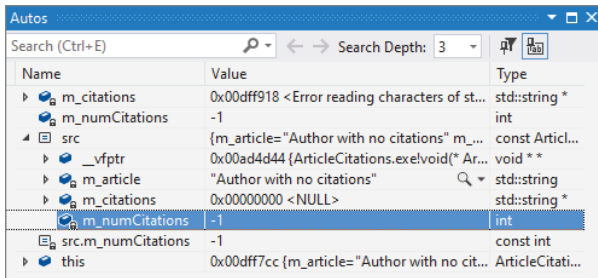 Autos
Search (Ctrl+E) Search Depth: 3
Name Value Type
m_citations 0x00dff918 <Error reading characters of st... std::string *
m_numCitations -1 int
src {m_article="Author with no citations" m_... const Articl...
__vfptr 0x00ad4d44 {ArticleCitations.exe!void(* Ar... void * *
m_article "Author with no citations" std::string
m_citations 0x00000000 <NULL> std::string *
m_numCitations -1 int
src.m_numCitations -1 const int
this 0x00dff7cc {m_article="Author with no cit... ArticleCitati...